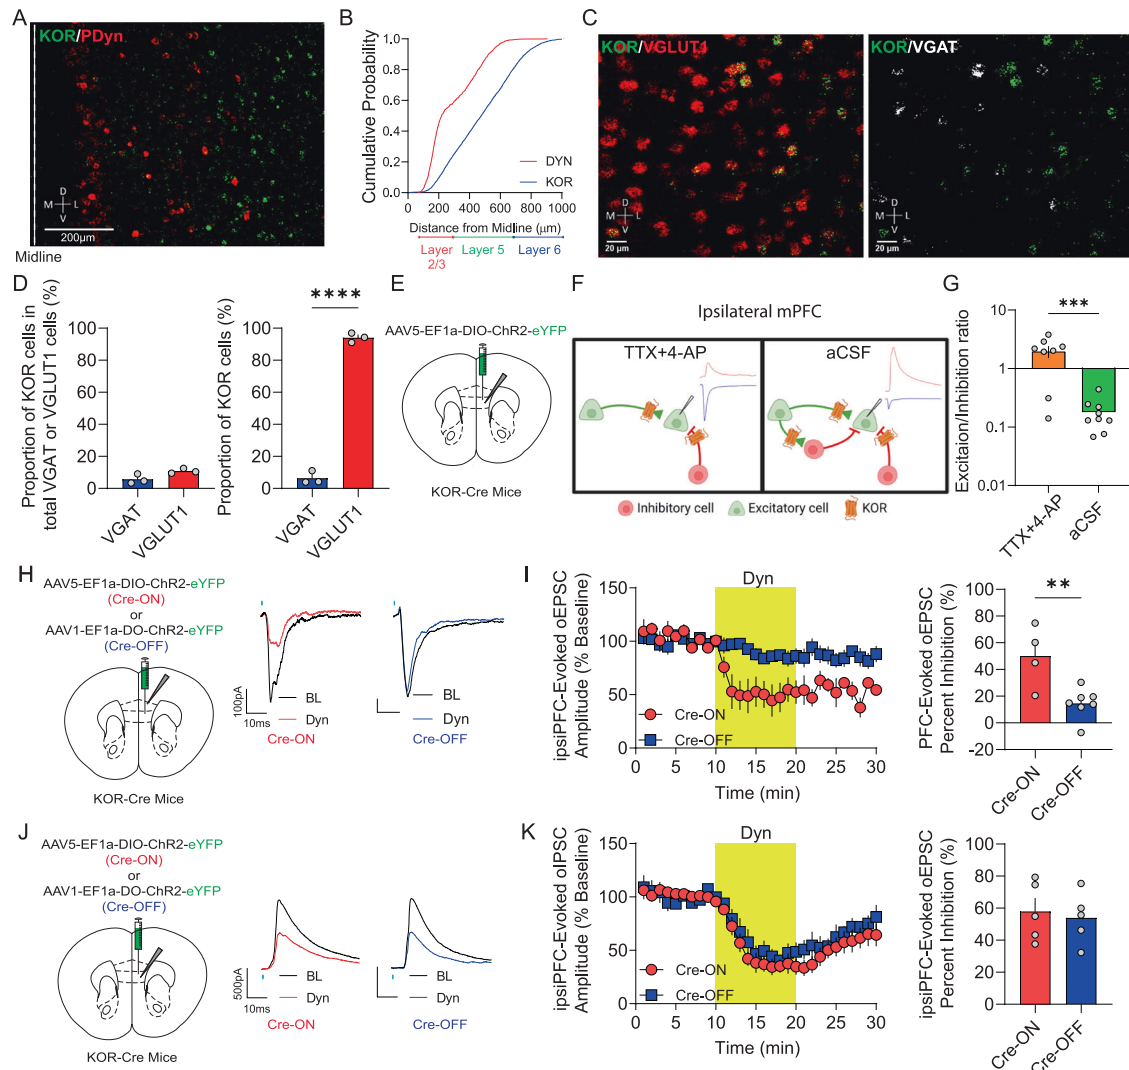 A
KOR/PDyn
D
M
L
V
200µm
Midline
B
Cumulative Probability
1.0
0.8
0.6
0.4
0.2
0.0
DYN
KOR
0
200
400
600
800
1000
Distance from Midline (µm)
Layer 2/3
Layer 5
Layer 6
C
KOR/VGLUT1
D
M
L
V
20 µm
KOR/VGAT
D
M
L
V
20 µm
D
Proportion of KOR cells in
total VGAT or VGLUT1 cells (%)
100
80
60
40
20
0
VGAT
VGLUT1
Proportion of KOR cells (%)
100
80
60
40
20
0
****
VGAT
VGLUT1
E
AAV5-EF1a-DIO-ChR2-eYFP
KOR-Cre Mice
F
Ipsilateral mPFC
TTX+4-AP
aCSF
Inhibitory cell
Excitatory cell
KOR
G
Excitaion/Inhibition ratio
10
1
0.1
0.01
***
TTX+4-AP
aCSF
H
AAV5-EF1a-DIO-ChR2-eYFP
(Cre-ON)
or
AAV1-EF1a-DO-ChR2-eYFP
(Cre-OFF)
KOR-Cre Mice
100pA
10ms
BL
Dyn
Cre-ON
BL
Dyn
Cre-OFF
I
ipsiPFC-Evoked oEPSC
Amplitude (% Baseline)
150
100
50
0
Dyn
Cre-ON
Cre-OFF
0
5
10
15
20
25
30
Time (min)
PFC-Evoked oEPSC
Percent Inhibition (%)
100
80
60
40
20
0
-20
**
Cre-ON
Cre-OFF
J
AAV5-EF1a-DIO-ChR2-eYFP
(Cre-ON)
or
AAV1-EF1a-DO-ChR2-eYFP
(Cre-OFF)
KOR-Cre Mice
500pA
10ms
BL
Dyn
Cre-ON
BL
Dyn
Cre-OFF
K
ipsiPFC-Evoked oIPSC
Amplitude (% Baseline)
150
100
50
0
Dyn
Cre-ON
Cre-OFF
0
5
10
15
20
25
30
Time (min)
ipsiPFC-Evoked oEPSC
Percent Inhibition (%)
100
80
60
40
20
0
Cre-ON
Cre-OFF